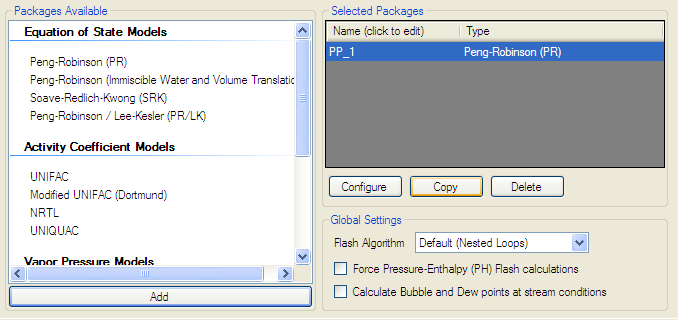 Packages Available
Equation of State Models
Peng-Robinson (PR)
Peng-Robinson (Immiscible Water and Volume Translatio
Soave-Redlich-Kwong (SRK)
Peng-Robinson / Lee-Kesler (PR/LK)
Activity Coefficient Models
UNIFAC
Modified UNIFAC (Dortmund)
NRTL
UNIQUAC
Vapor Pressure Models
Add
Selected Packages
Name (click to edit) Type
PP_1 Peng-Robinson (PR)
Configure Copy Delete
Global Settings
Flash Algorithm Default (Nested Loops)
Force Pressure-Enthalpy (PH) Flash calculations
Calculate Bubble and Dew points at stream conditions